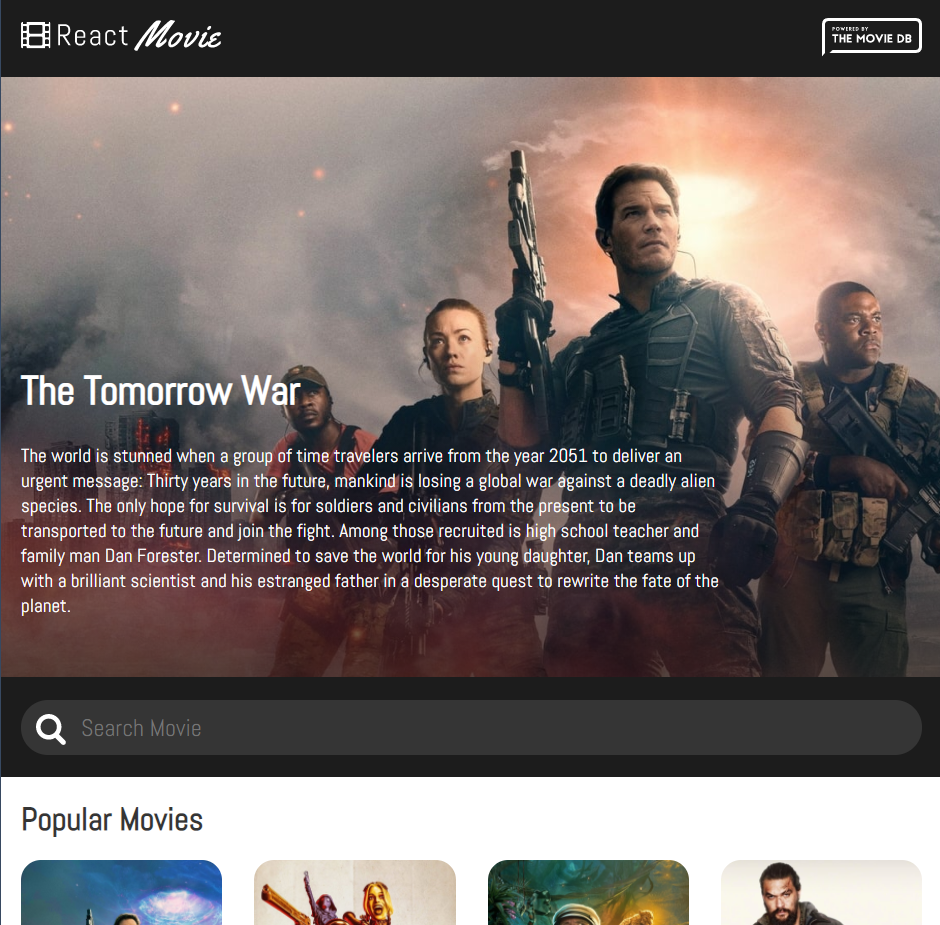 React Movie
POWERED BY
THE MOVIE DB
The Tomorrow War
The world is stunned when a group of time travelers arrive from the year 2051 to deliver an
urgent message: Thirty years in the future, mankind is losing a global war against a deadly alien
species. The only hope for survival is for soldiers and civilians from the present to be
transported to the future and join the fight. Among those recruited is high school teacher and
family man Dan Forester. Determined to save the world for his young daughter, Dan teams up
with a brilliant scientist and his estranged father in a desperate quest to rewrite the fate of the
planet.
Search Movie
Popular Movies